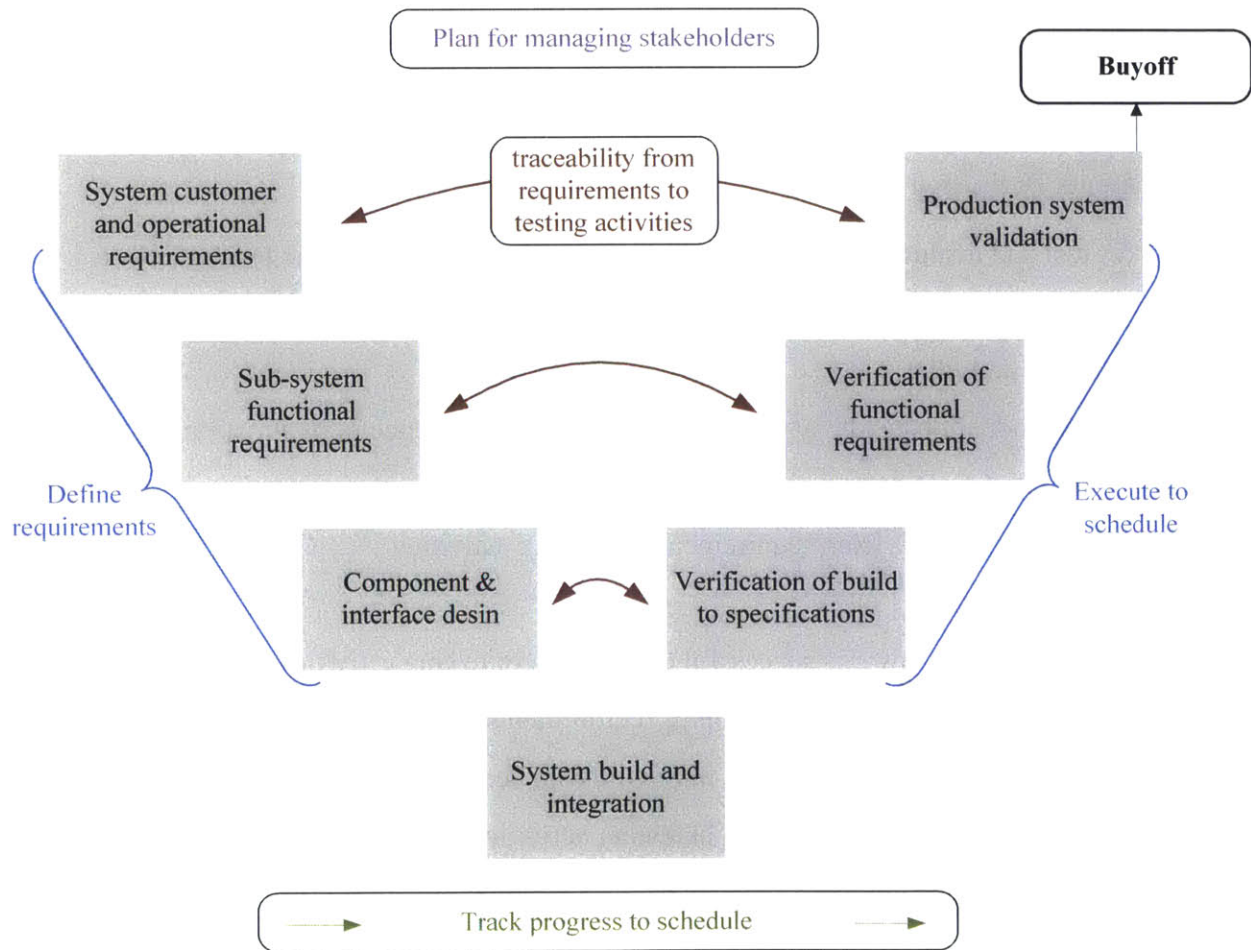 Plan for managing stakeholders
Buyoff
traceability from
requirements to
testing activities
System customer
and operational
requirements
Production system
validation
Sub-system
functional
requirements
Verification of
functional
requirements
Define
requirements
Execute to
schedule
Component &
interface desin
Verification of build
to specifications
System build and
integration
Track progress to schedule